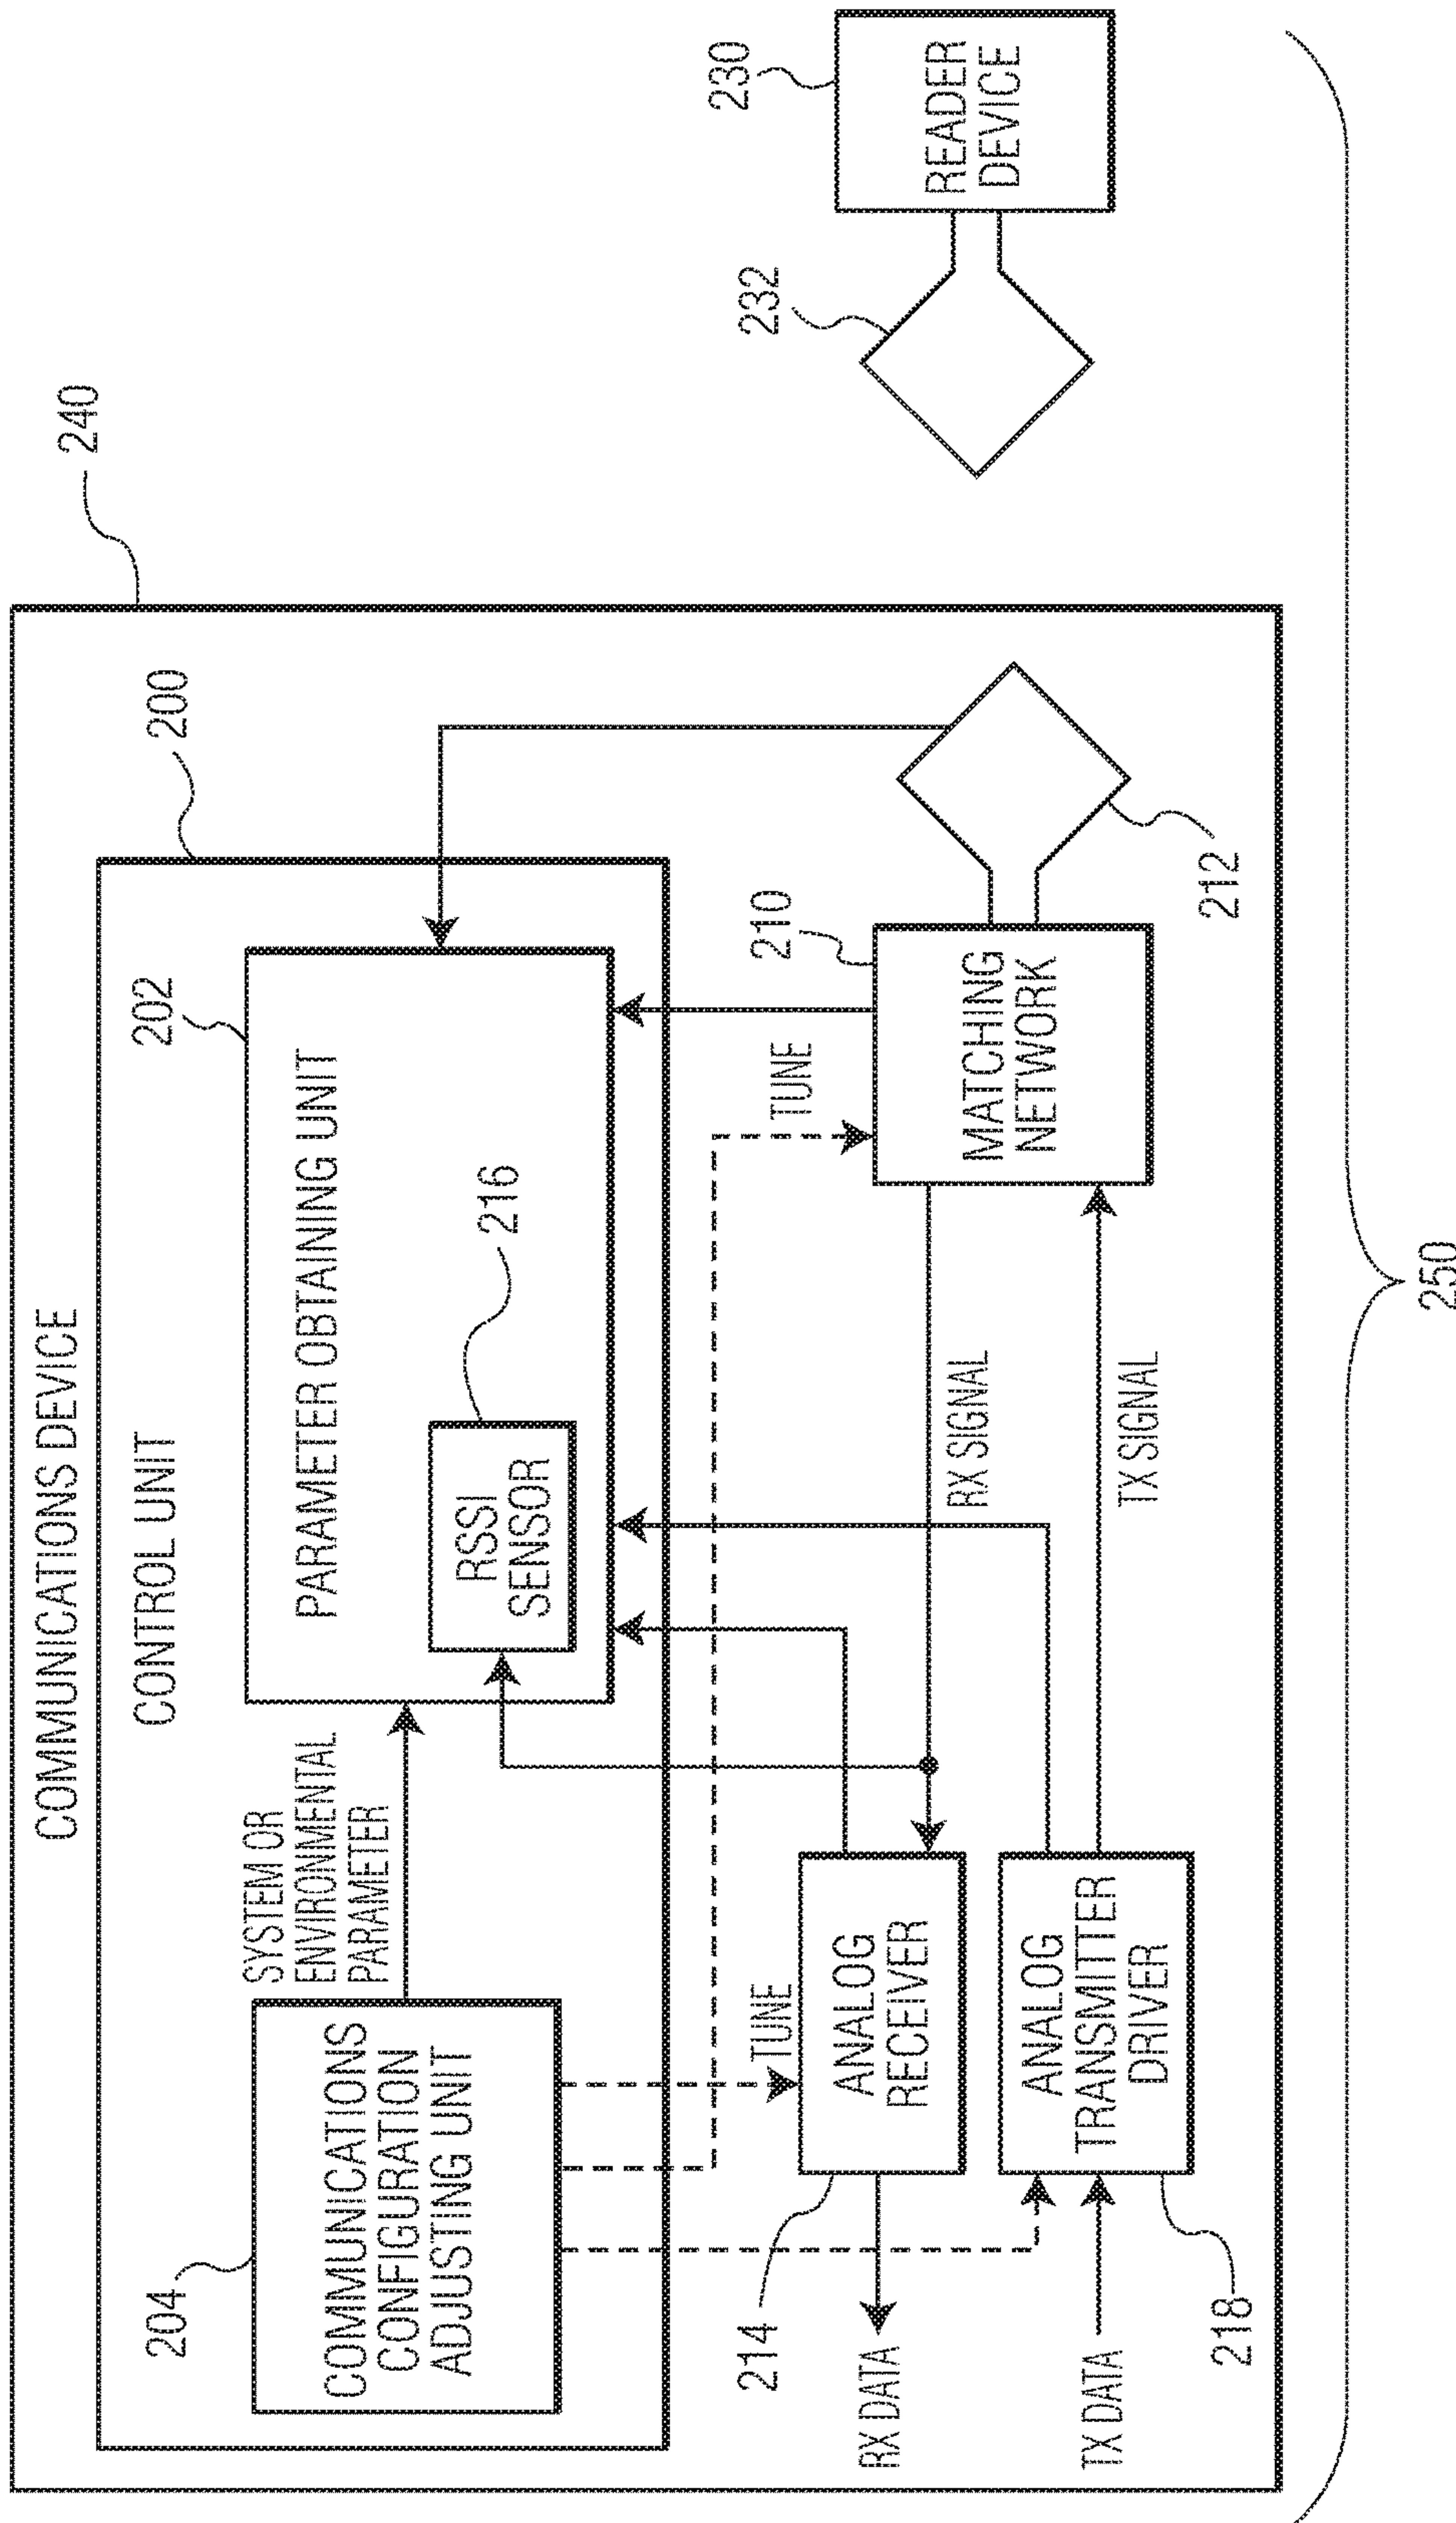 COMMUNICATIONS DEVICE
240
CONTROL UNIT
200
204
COMMUNICATIONS
CONFIGURATION
ADJUSTING UNIT
SYSTEM OR
ENVIRONMENTAL
PARAMETER
202
PARAMETER OBTAINING UNIT
RSSI
SENSOR
216
TUNE
TUNE
210
MATCHING
NETWORK
212
RX SIGNAL
TX SIGNAL
214
ANALOG
RECEIVER
RX DATA
ANALOG
TRANSMITTER
DRIVER
TX DATA
218
232
230
READER
DEVICE
250